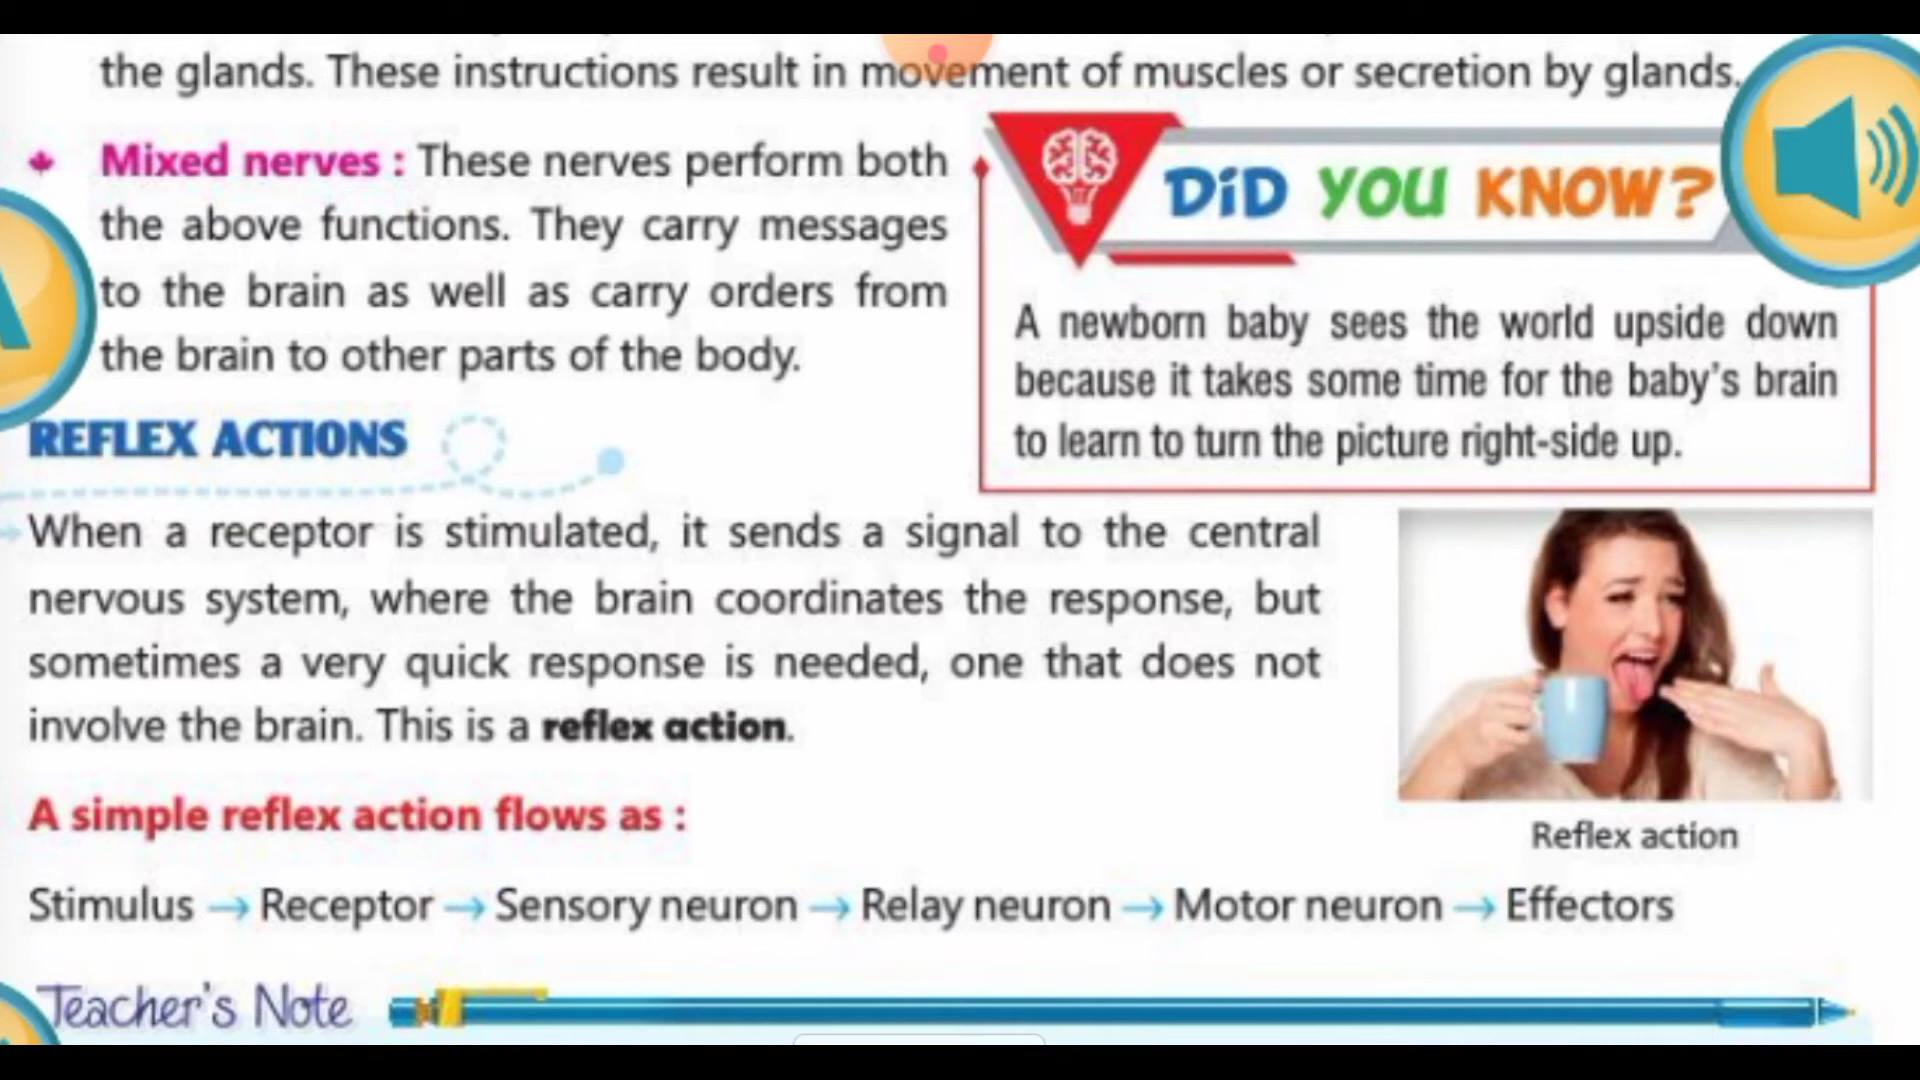 the glands. These instructions result in movement of muscles or secretion by glands.
Mixed nerves : These nerves perform both
the above functions. They carry messages
to the brain as well as carry orders from
the brain to other parts of the body.
DiD YOU KNOW?
A newborn baby sees the world upside down
because it takes some time for the baby's brain
to learn to turn the picture right-side up.
REFLEX ACTIONS
When a receptor is stimulated, it sends a signal to the central
nervous system, where the brain coordinates the response, but
sometimes a very quick response is needed, one that does not
involve the brain. This is a reflex action.
Reflex action
A simple reflex action flows as :
Stimulus → Receptor → Sensory neuron → Relay neuron → Motor neuron → Effectors
Teacher's Note